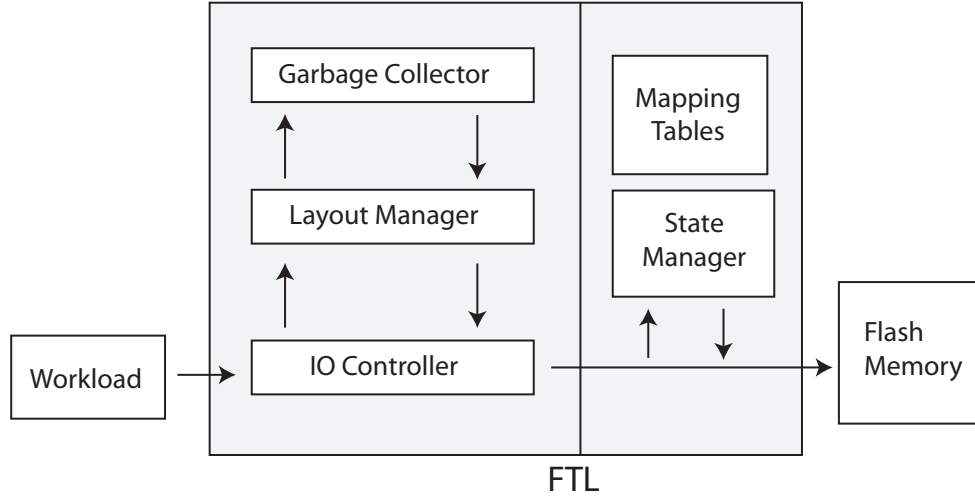 Garbage Collector
Mapping
Tables
Layout Manager
State
Manager
IO Controller
Workload
Flash
Memory
FTL